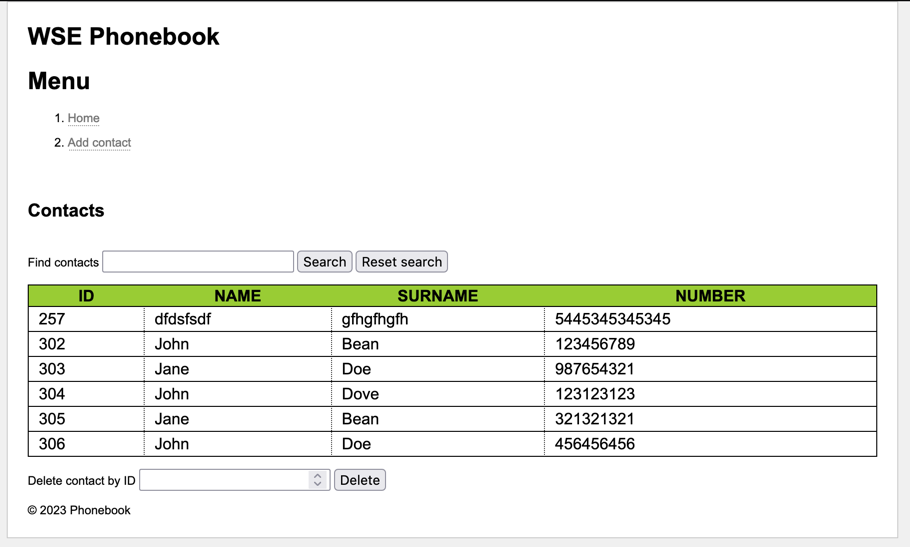 WSE Phonebook
Menu
1. Home
2. Add contact
Contacts
Find contacts Search Reset search
ID NAME SURNAME NUMBER
257 dfdsfsdf gfhgfhgfh 5445345345345
302 John Bean 123456789
303 Jane Doe 987654321
304 John Dove 123123123
305 Jane Bean 321321321
306 John Doe 456456456
Delete contact by ID Delete
© 2023 Phonebook